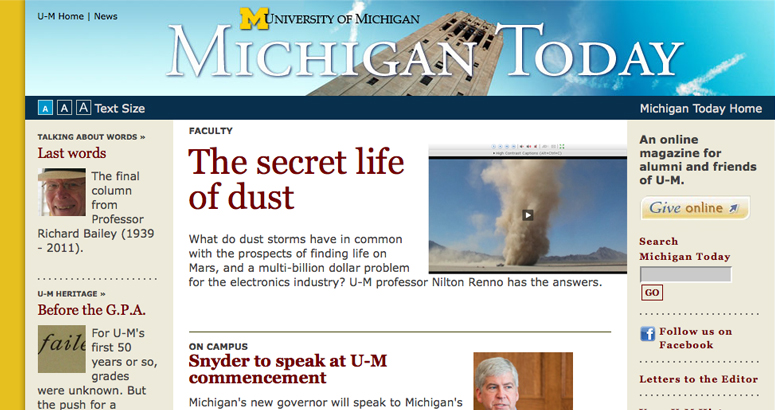 U-M Home | News
M UNIVERSITY OF MICHIGAN
MICHIGAN TODAY
A A A Text Size
Michigan Today Home
TALKING ABOUT WORDS »
Last words
The final
column
from
Professor
Richard Bailey (1939
- 2011).
U-M HERITAGE »
Before the G.P.A.
faile
For U-M's
first 50
years or so,
grades
were unknown. But
the push for a
FACULTY
The secret life
of dust
What do dust storms have in common
with the prospects of finding life on
Mars, and a multi-billion dollar problem
for the electronics industry? U-M professor Nilton Renno has the answers.
ON CAMPUS
Snyder to speak at U-M
commencement
Michigan's new governor will speak to Michigan's
An online
magazine for
alumni and friends
of U-M.
Give online
Search
Michigan Today
GO
Follow us on
Facebook
Letters to the Editor